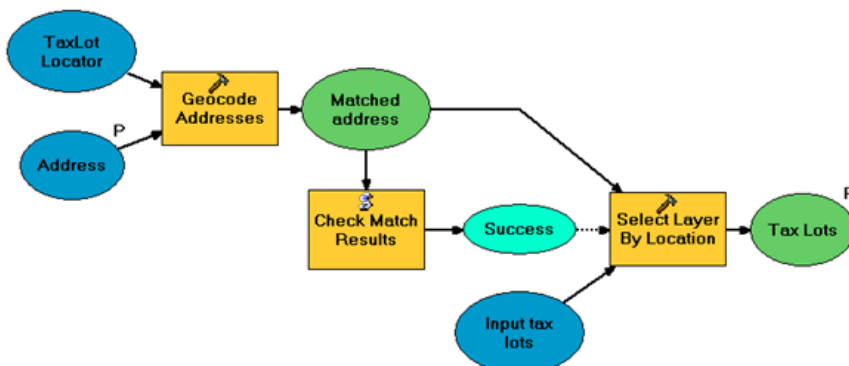 TaxLot
Locator
Geocode
Addresses
Matched
address
P
Address
Check Match
Results
Success
Select Layer
By Location
Tax Lots
P
Input tax
lots